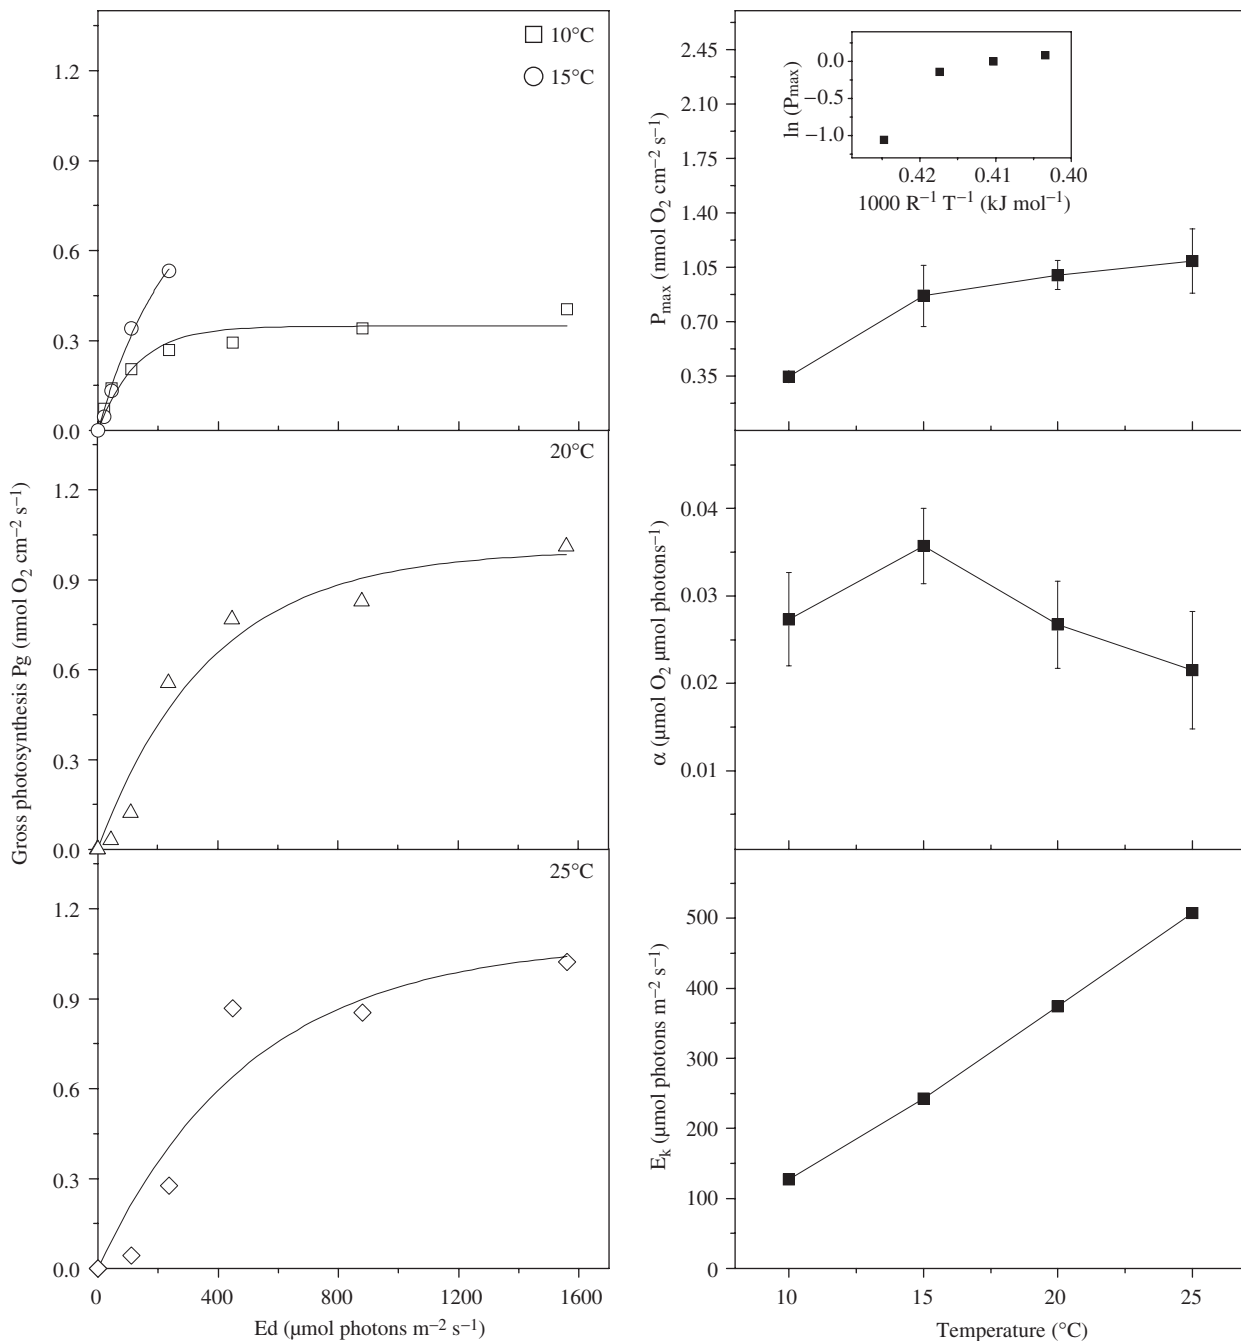 Gross photosynthesis Pg (nmol O₂ cm⁻² s⁻¹)
10°C
15°C
1.2
0.9
0.6
0.3
0.0
20°C
1.2
0.9
0.6
0.3
0.0
25°C
1.2
0.9
0.6
0.3
0.0
0 400 800 1200 1600
Ed (µmol photons m⁻² s⁻¹)
P_max (nmol O₂ cm⁻² s⁻¹)
2.45
2.10
1.75
1.40
1.05
0.70
0.35
ln (P_max)
0.0
−0.5
−1.0
0.42 0.41 0.40
1000 R⁻¹ T⁻¹ (kJ mol⁻¹)
α (µmol O₂ µmol photons⁻¹)
0.04
0.03
0.02
0.01
E_k (µmol photons m⁻² s⁻¹)
500
400
300
200
100
0
10 15 20 25
Temperature (°C)